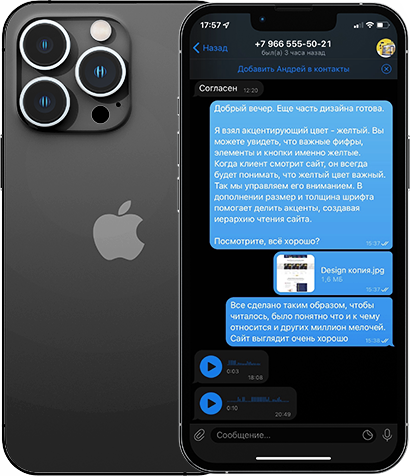 17:57
Назад
+7 966 555-50-21
был(а) 3 часа назад
Добавить Андрей в контакты
Согласен 12:20
Добрый вечер. Еще часть дизайна готова.
Я взял акцентирующий цвет - желтый. Вы
можете увидеть, что важные фифры,
элементы и кнопки именно желтые.
Когда клиент смотрит сайт, он всегда
будет понимать, что желтый цвет важный.
Так мы управляем его вниманием. В
дополнении размер и толщина шрифта
помогает делить акценты, создавая
иерархию чтения сайта.
Посмотрите, всё хорошо?
15:37
Design копия.jpg
1,6 МБ
15:37
Все сделано таким образом, чтобы
читалось, было понятно что и к чему
относится и других миллион мелочей.
Сайт выглядит очень хорошо
15:38
0:03
18:08
0:10
20:49
Сообщение...